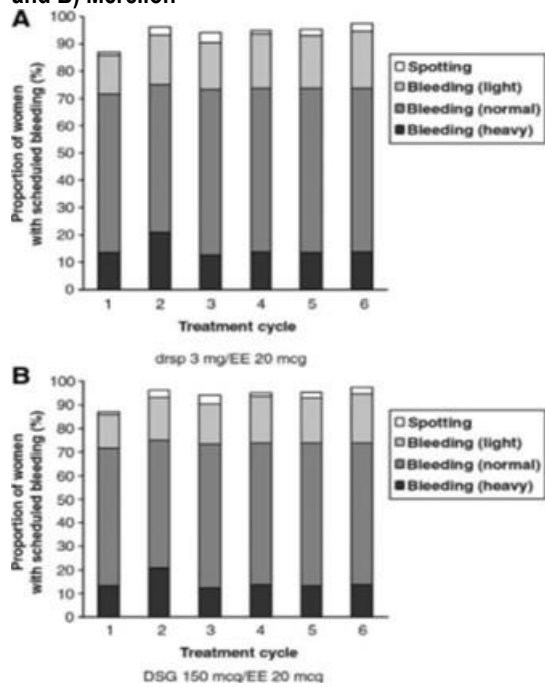 and B) Mercilon
A
Proportion of women
with scheduled bleeding (%)
100
90
80
70
60
50
40
30
20
10
0
1 2 3 4 5 6
Treatment cycle
Spotting
Bleeding (light)
Bleeding (normal)
Bleeding (heavy)
drsp 3 mg/EE 20 mcg
B
Proportion of women
with scheduled bleeding (%)
100
90
80
70
60
50
40
30
20
10
0
1 2 3 4 5 6
Treatment cycle
Spotting
Bleeding (light)
Bleeding (normal)
Bleeding (heavy)
DSG 150 mcg/EE 20 mcg